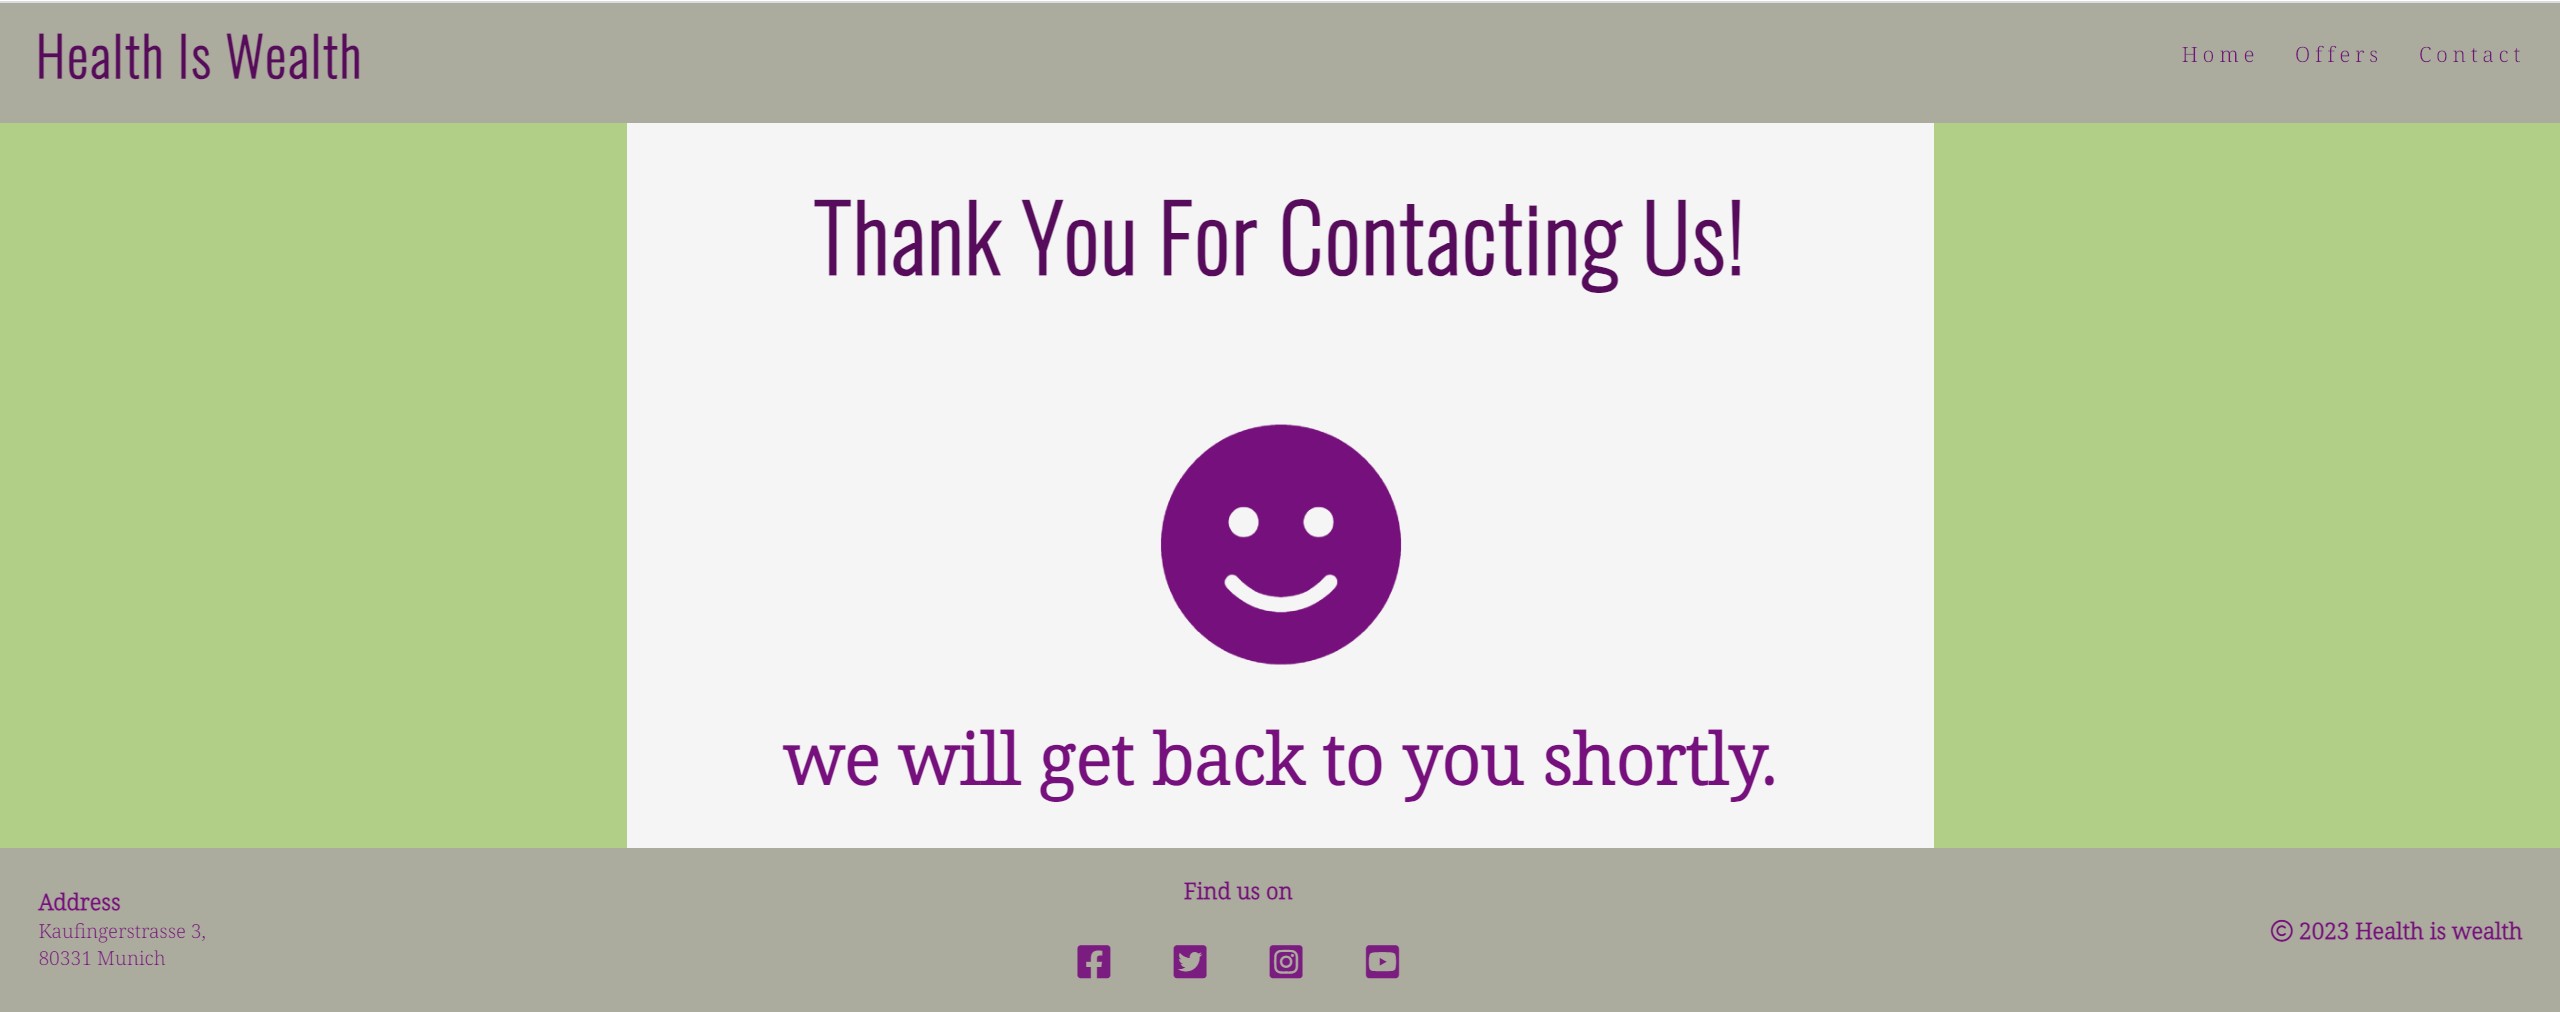 Health Is Wealth
Home Offers Contact
Thank You For Contacting Us!
we will get back to you shortly.
Address
Kaufingerstrasse 3,
80331 Munich
Find us on
© 2023 Health is wealth